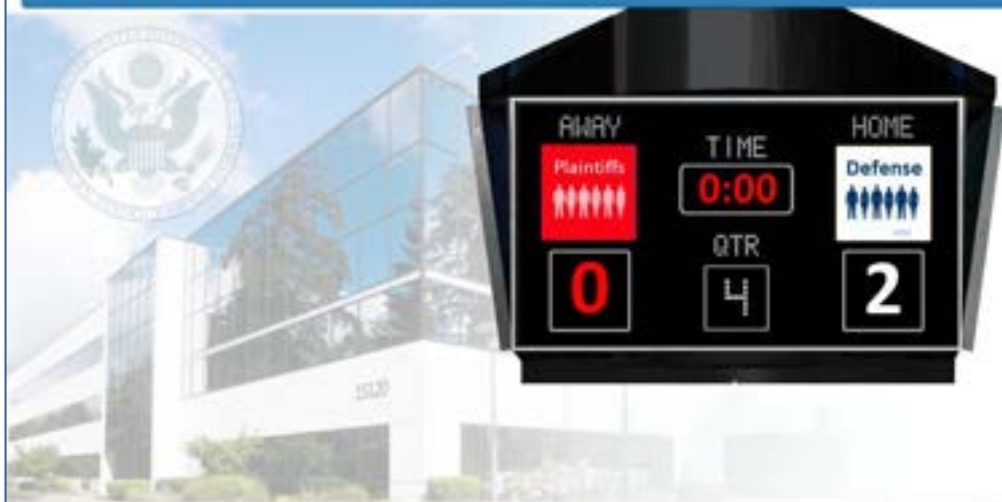 AWAY
Plaintiffs
0
TIME
0:00
QTR
4
HOME
Defense
2